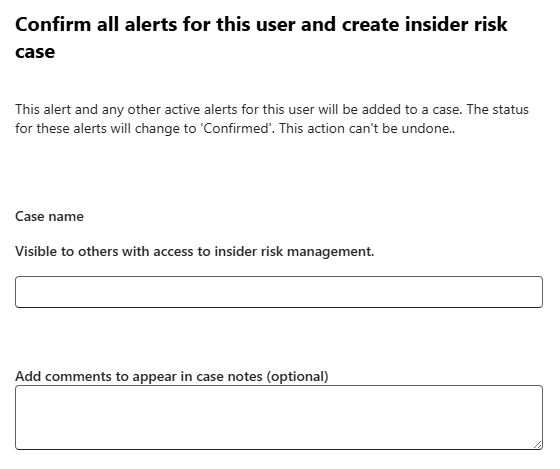 Confirm all alerts for this user and create insider risk
case
This alert and any other active alerts for this user will be added to a case. The status
for these alerts will change to 'Confirmed'. This action can't be undone..
Case name
Visible to others with access to insider risk management.
Add comments to appear in case notes (optional)